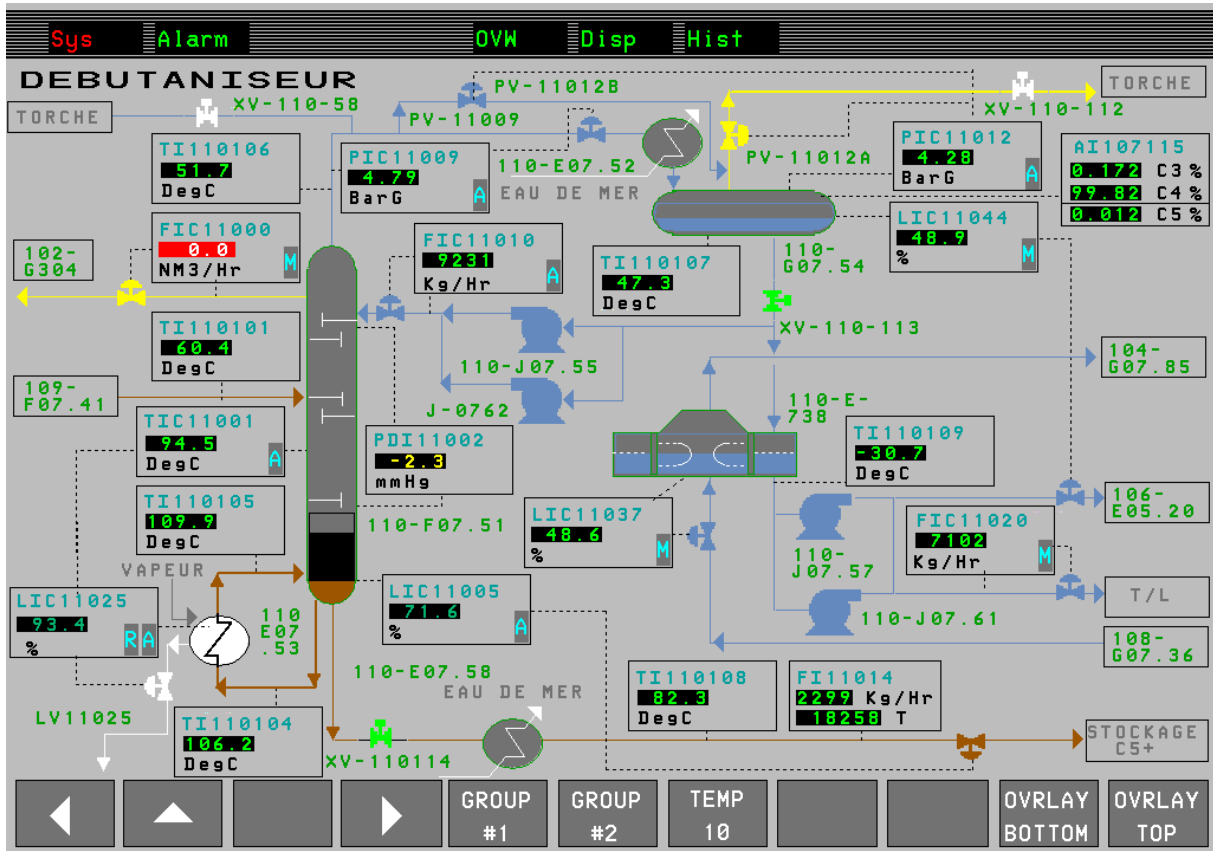 Sys Alarm OVW Disp Hist
DEBUTANISEUR
TORCHE
XV-110-58
PV-11012B
PV-11009
TORCHE
XV-110-112
TI110106
51.7
DegC
PIC11009
4.79
BarG A
110-E07.52
EAU DE MER
PV-11012A
PIC11012
4.28
BarG A
AI107115
0.172 C3 %
99.82 C4 %
0.012 C5 %
FIC11000
0.0
NM3/Hr M
102-
G304
FIC11010
9231
Kg/Hr A
TI110107
47.3
DegC
110-
G07.54
LIC11044
48.9
% M
TI110101
60.4
DegC
XV-110-113
110-J07.55
104-
G07.85
109-
F07.41
J-0762
110-E-
738
TIC11001
94.5
DegC A
PDI11002
-2.3
mmHg
TI110109
-30.7
DegC
TI110105
109.9
DegC
110-F07.51
LIC11037
48.6
% M
110-
J07.57
FIC11020
7102
Kg/Hr M
106-
E05.20
VAPEUR
LIC11025
93.4
% R A
110
E07
.53
LIC11005
71.6
% A
110-J07.61
T/L
108-
G07.36
110-E07.58
EAU DE MER
TI110108
82.3
DegC
FI11014
2299 Kg/Hr
18258 T
LV11025
TI110104
106.2
DegC
XV-110114
STOCKAGE
C5+
GROUP
#1
GROUP
#2
TEMP
10
OVRLAY
BOTTOM
OVRLAY
TOP